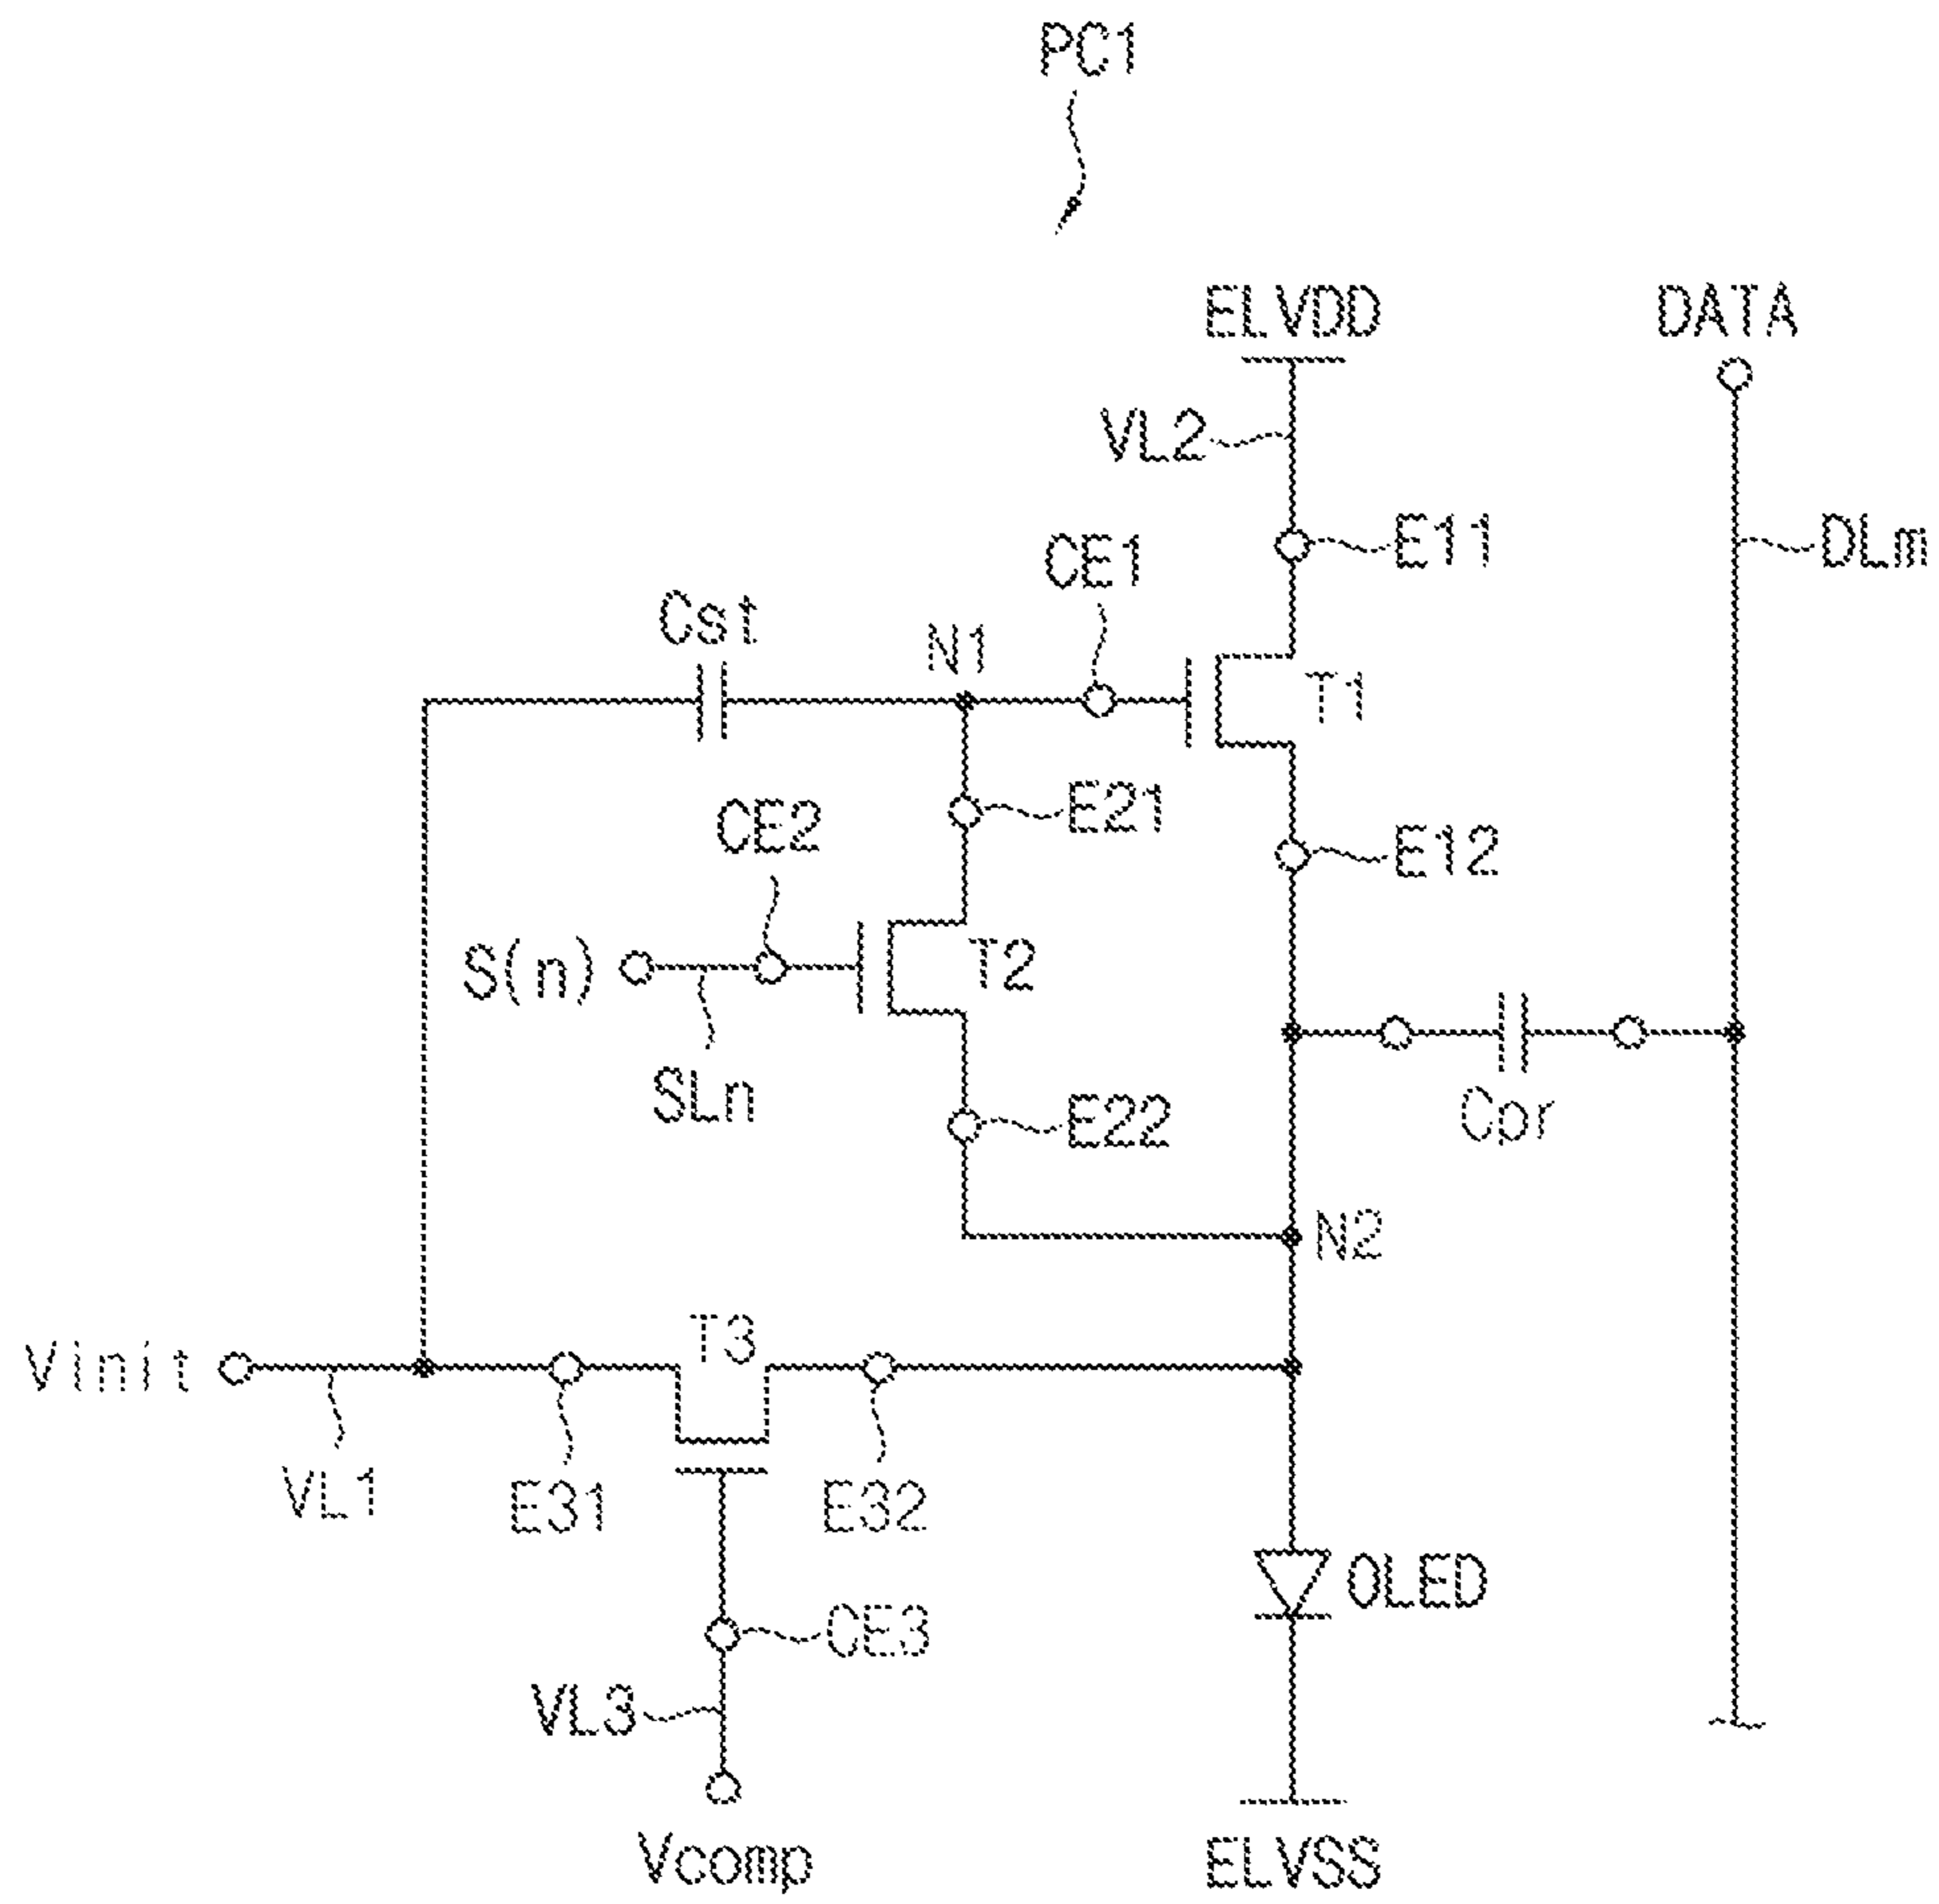 PC1
ELVDD
DATA
VL2
E11
DLm
CE1
Cst
N1
T1
E21
CE2
E12
S(n)
T2
SLn
E22
Cpr
N2
Vinit
T3
VL1
E31
E32
OLED
CE3
VL3
Vcomp
ELVSS